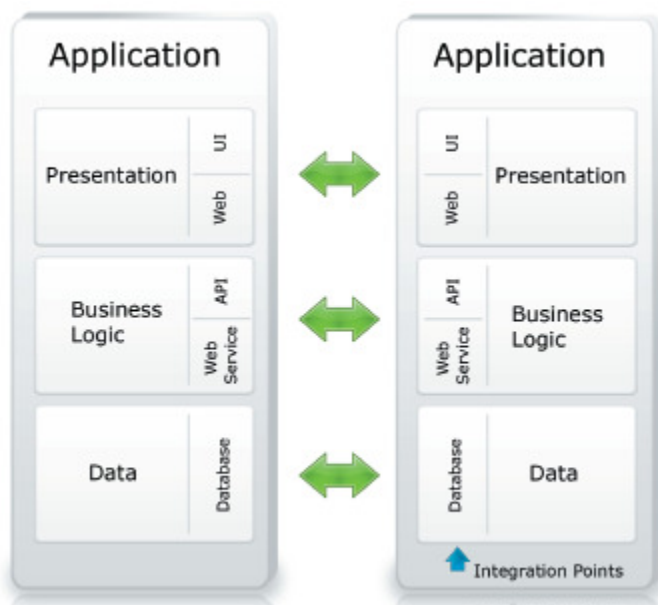 Application
Presentation
UI
Web
Business
Logic
API
Web
Service
Data
Database
Application
UI
Web
Presentation
API
Web
Service
Business
Logic
Database
Data
Integration Points